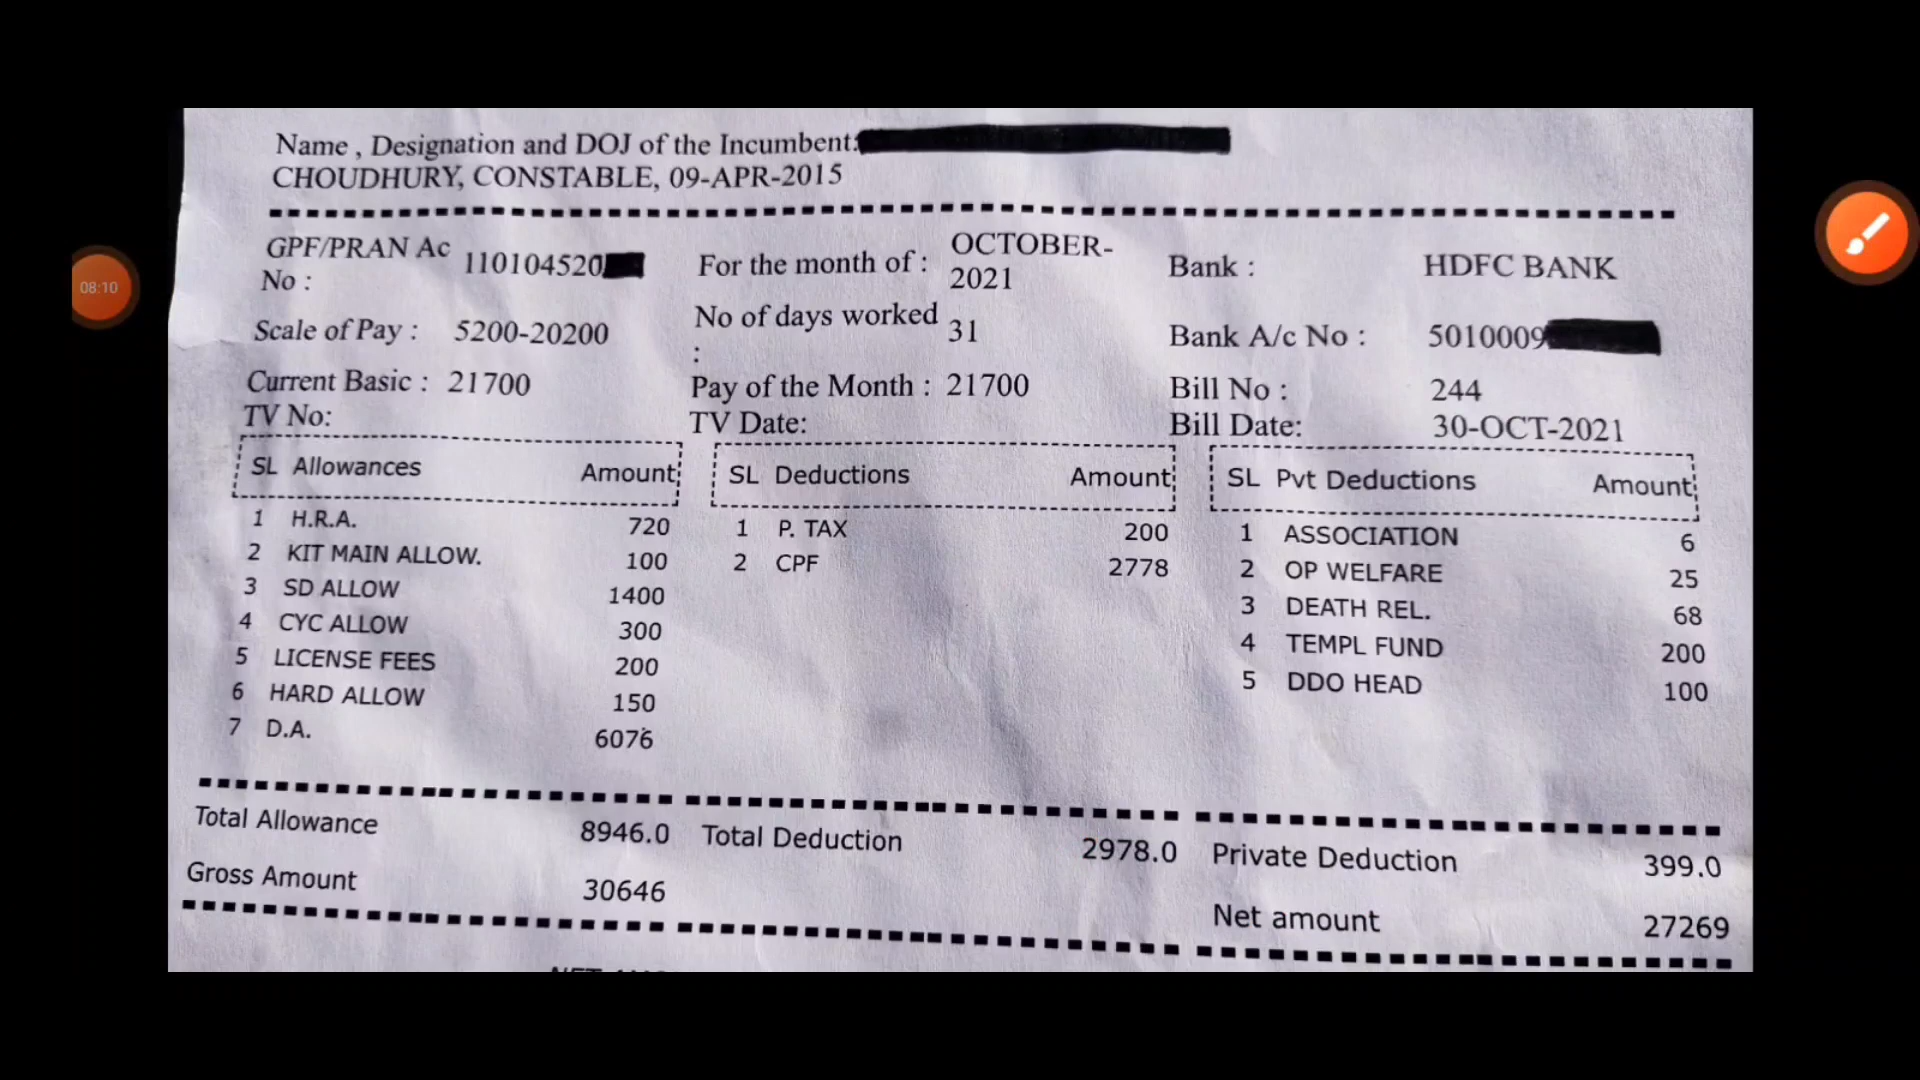 Name , Designation and DOJ of the Incumbent:
CHOUDHURY, CONSTABLE, 09-APR-2015
GPF/PRAN Ac No : 110104520 For the month of : OCTOBER-2021 Bank : HDFC BANK
Scale of Pay : 5200-20200 No of days worked : 31 Bank A/c No : 5010009
Current Basic : 21700 Pay of the Month : 21700 Bill No : 244
TV No: TV Date: Bill Date: 30-OCT-2021
SL Allowances Amount SL Deductions Amount SL Pvt Deductions Amount
1 H.R.A. 720 1 P. TAX 200 1 ASSOCIATION 6
2 KIT MAIN ALLOW. 100 2 CPF 2778 2 OP WELFARE 25
3 SD ALLOW 1400 3 DEATH REL. 68
4 CYC ALLOW 300 4 TEMPL FUND 200
5 LICENSE FEES 200 5 DDO HEAD 100
6 HARD ALLOW 150
7 D.A. 6076
Total Allowance 8946.0 Total Deduction 2978.0 Private Deduction 399.0
Gross Amount 30646 Net amount 27269
08:10